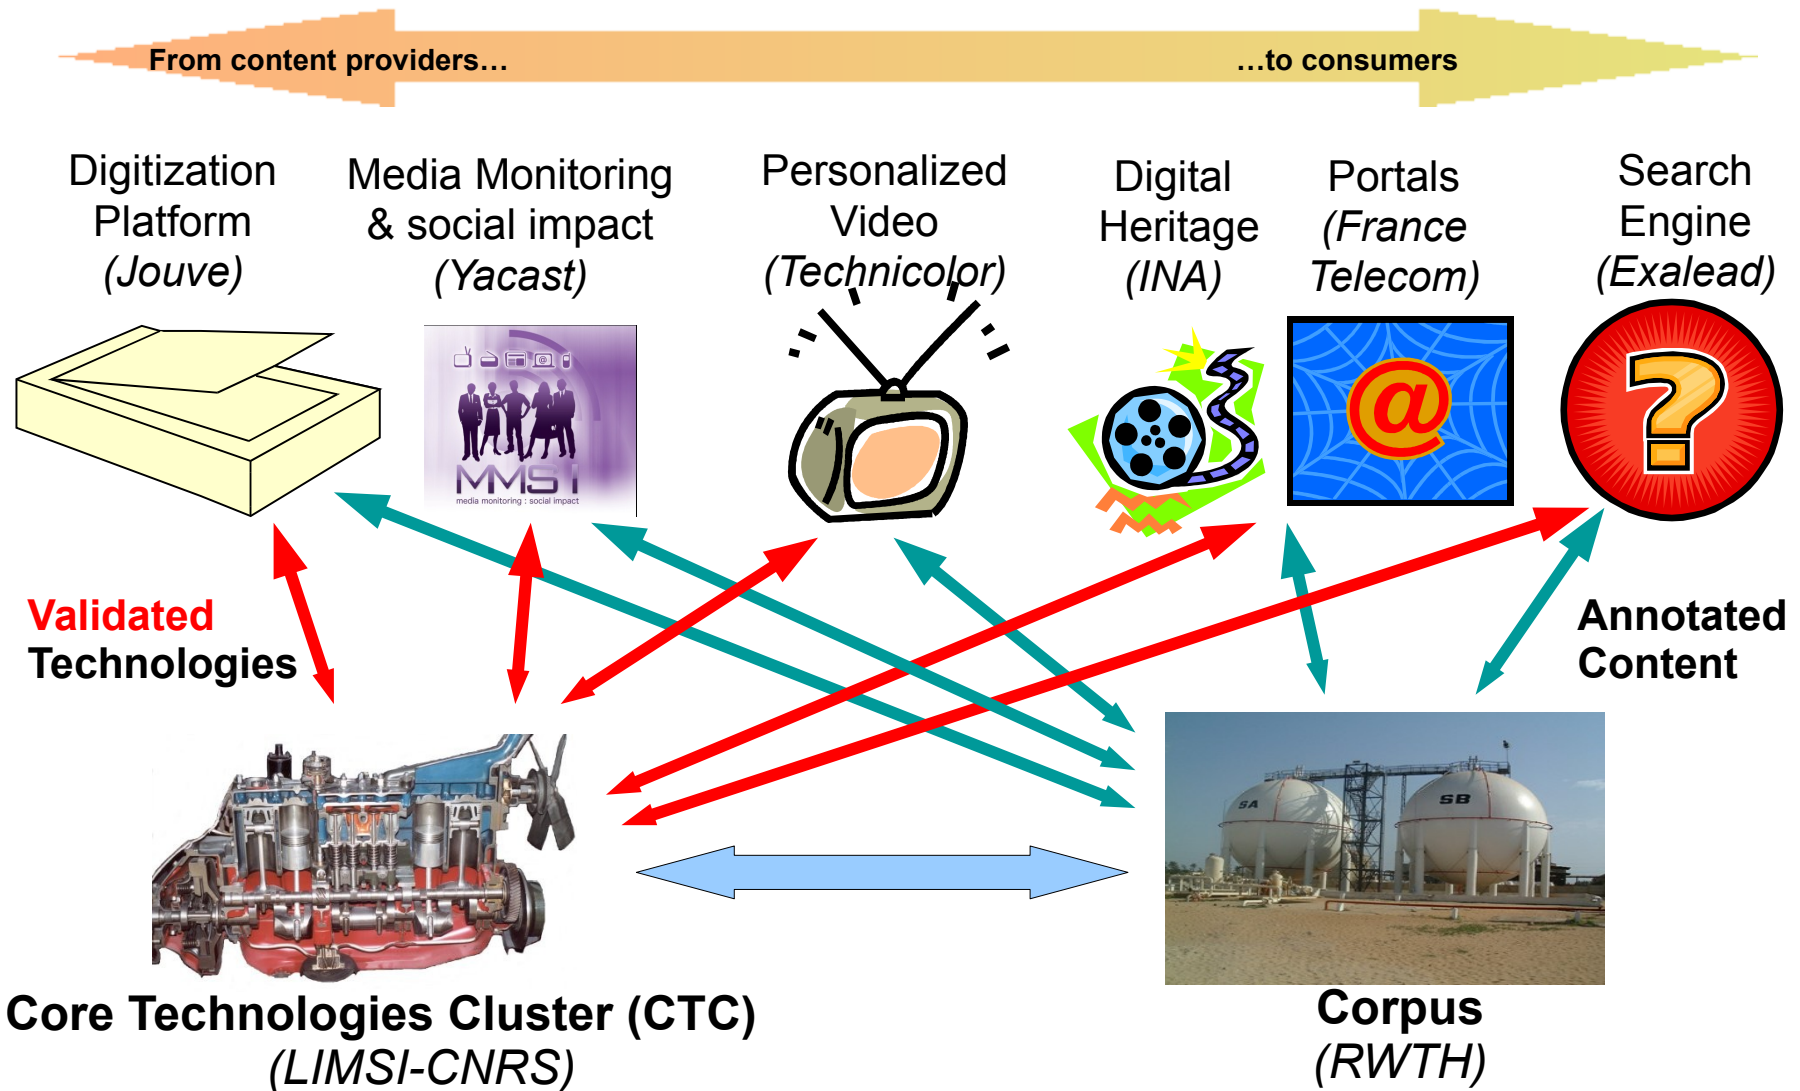 From content providers…
…to consumers
Digitization
Platform
(Jouve)
Media Monitoring
& social impact
(Yacast)
Personalized
Video
(Technicolor)
Digital
Heritage
(INA)
Portals
(France
Telecom)
Search
Engine
(Exalead)
@
MMSI
media monitoring : social impact
@
?
Validated
Technologies
Annotated
Content
SA
SB
Core Technologies Cluster (CTC)
(LIMSI-CNRS)
Corpus
(RWTH)